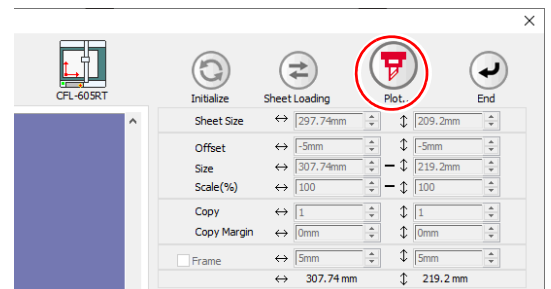 CFL-605RT
Initialize Sheet Loading Plot.. End
Sheet Size 297.74mm 209.2mm
Offset -5mm -5mm
Size 307.74mm 219.2mm
Scale(%) 100 100
Copy 1 1
Copy Margin 0mm 0mm
Frame 5mm 5mm
307.74 mm 219.2 mm